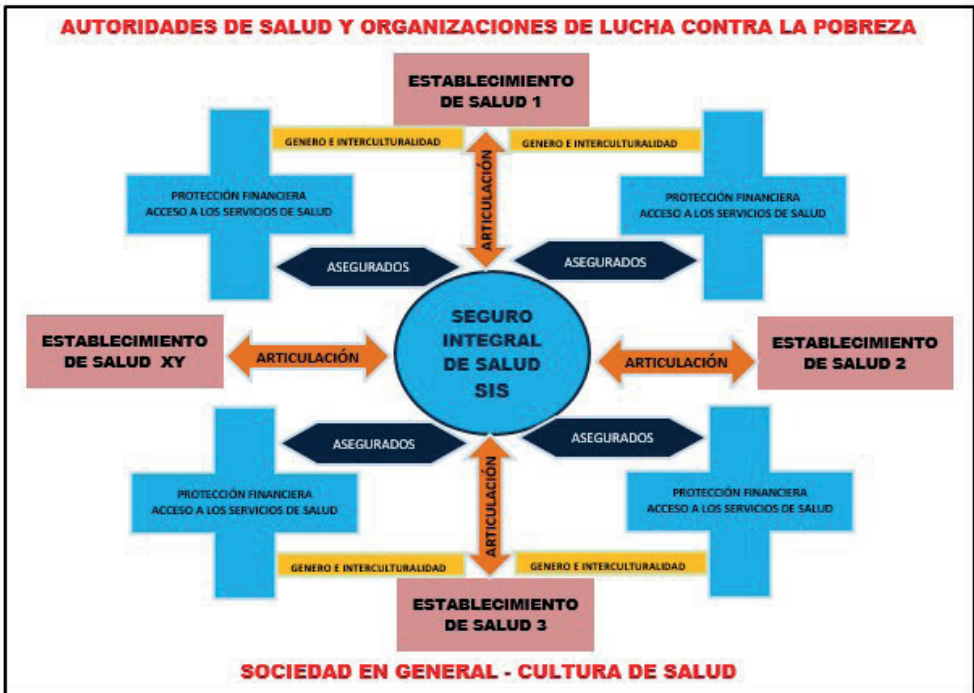 AUTORIDADES DE SALUD Y ORGANIZACIONES DE LUCHA CONTRA LA POBREZA
ESTABLECIMIENTO
DE SALUD 1
GENERO E INTERCULTURALIDAD
GENERO E INTERCULTURALIDAD
ARTICULACIÓN
PROTECCIÓN FINANCIERA
ACCESO A LOS SERVICIOS DE SALUD
PROTECCIÓN FINANCIERA
ACCESO A LOS SERVICIOS DE SALUD
ASEGURADOS
ASEGURADOS
ESTABLECIMIENTO
DE SALUD XY
ARTICULACIÓN
SEGURO
INTEGRAL
DE SALUD
SIS
ARTICULACIÓN
ESTABLECIMIENTO
DE SALUD 2
ASEGURADOS
ASEGURADOS
PROTECCIÓN FINANCIERA
ACCESO A LOS SERVICIOS DE SALUD
ARTICULACIÓN
PROTECCIÓN FINANCIERA
ACCESO A LOS SERVICIOS DE SALUD
GENERO E INTERCULTURALIDAD
GENERO E INTERCULTURALIDAD
ESTABLECIMIENTO
DE SALUD 3
SOCIEDAD EN GENERAL - CULTURA DE SALUD